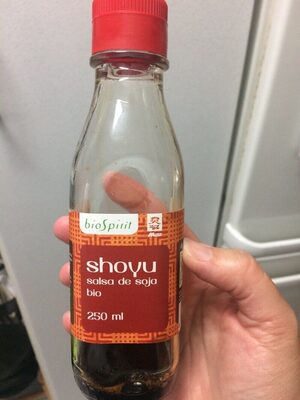 bioSpirit
shoyu
salsa de soja
bio
250 ml